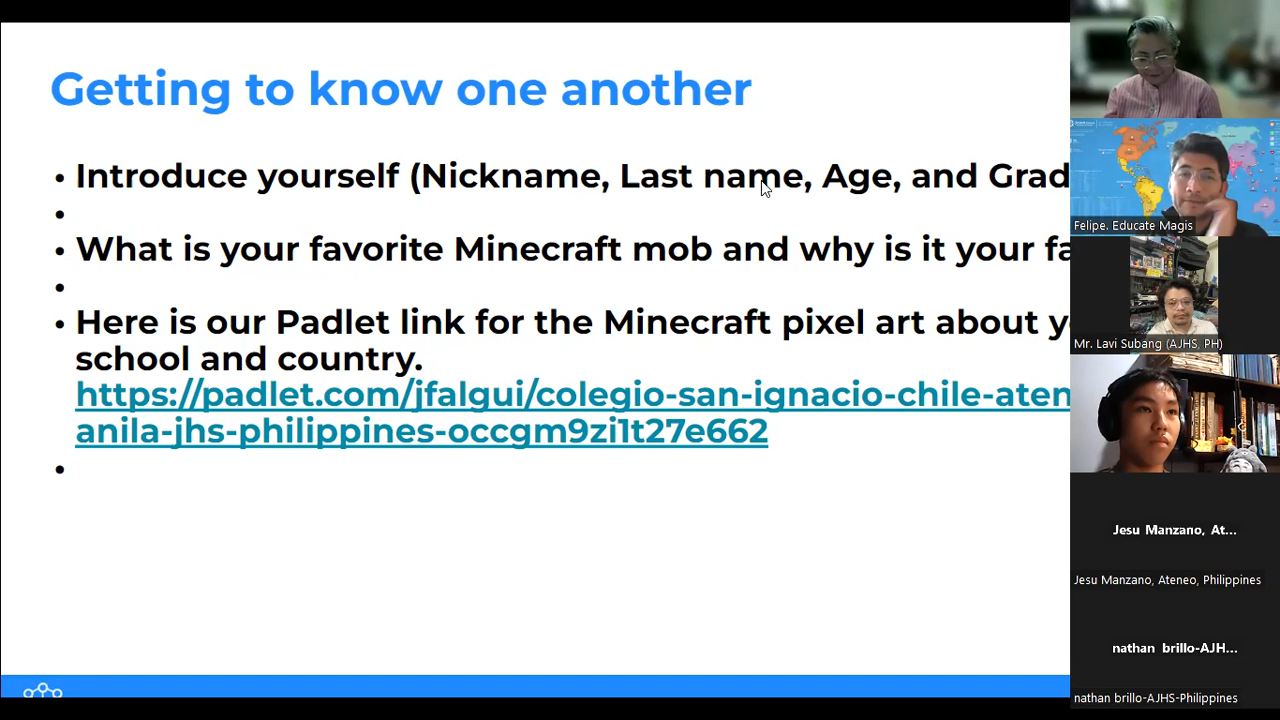 Getting to know one another
• Introduce yourself (Nickname, Last name, Age, and Grad
•
• What is your favorite Minecraft mob and why is it your fa
•
• Here is our Padlet link for the Minecraft pixel art about y
school and country.
https://padlet.com/jfalgui/colegio-san-ignacio-chile-aten
anila-jhs-philippines-occgm9zi1t27e662
•
Felipe. Educate Magis
Mr. Lavi Subang (AJHS, PH)
Jesu Manzano, At...
Jesu Manzano, Ateneo, Philippines
nathan brillo-AJH...
nathan brillo-AJHS-Philippines